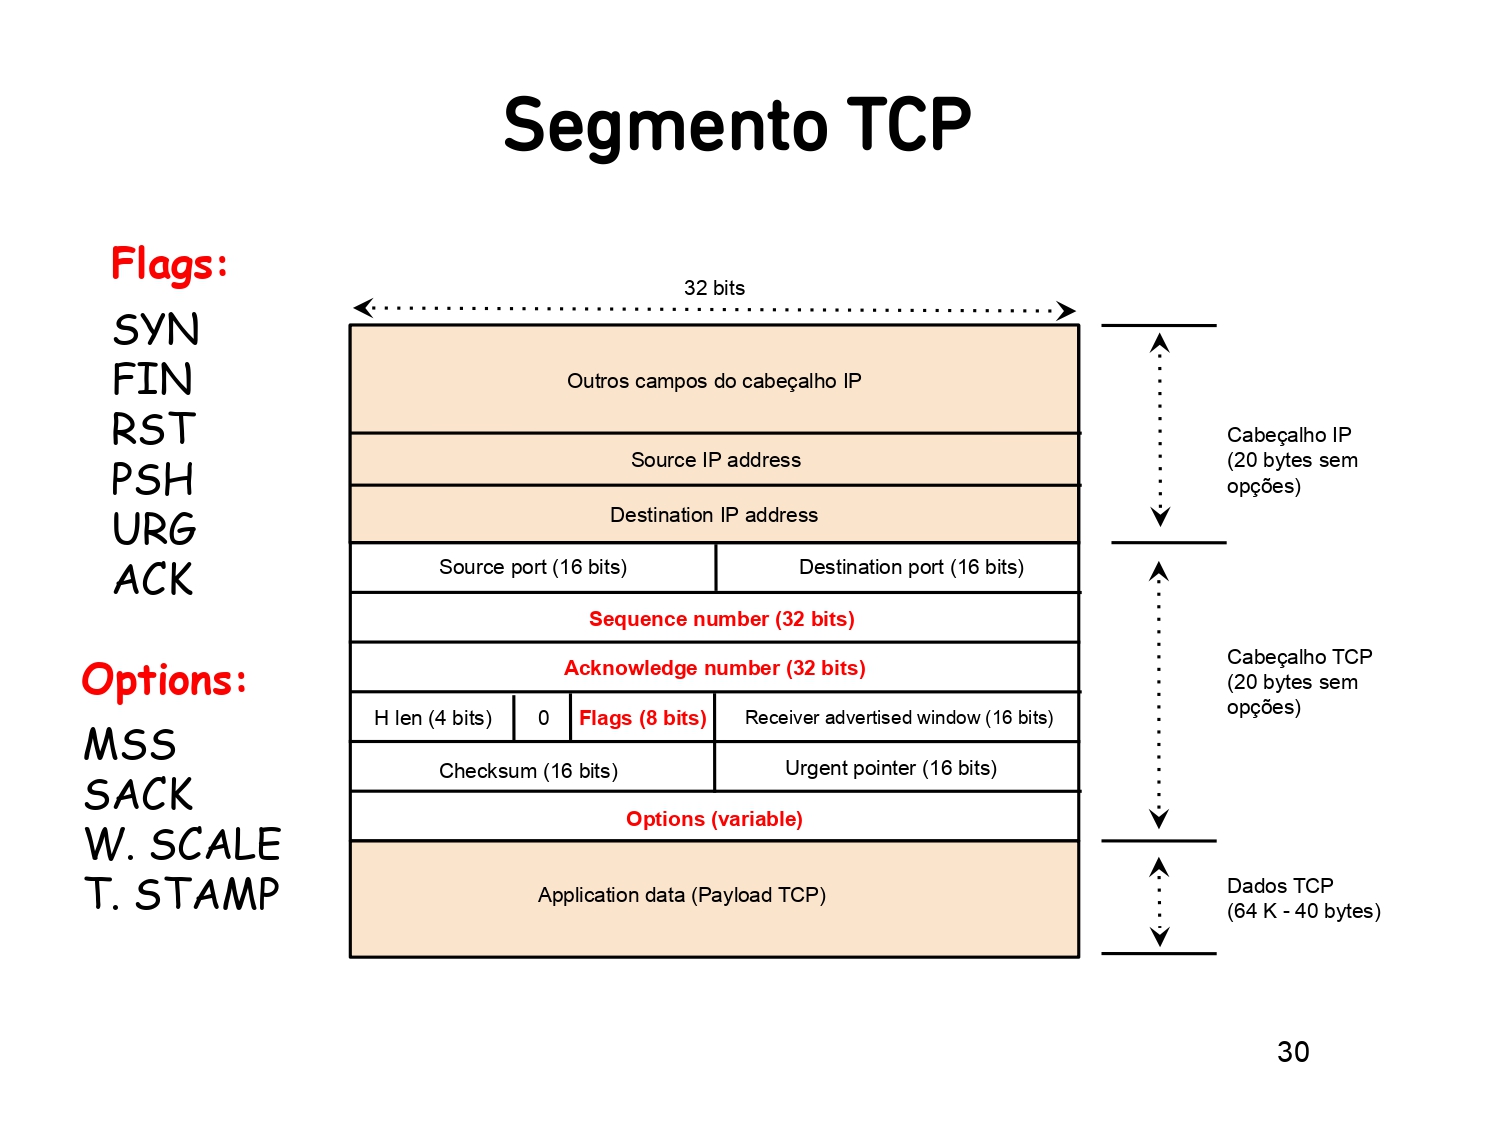 Segmento TCP
Flags:
SYN
FIN
RST
PSH
URG
ACK
Options:
MSS
SACK
W. SCALE
T. STAMP
32 bits
Outros campos do cabeçalho IP
Source IP address
Destination IP address
Source port (16 bits)
Destination port (16 bits)
Sequence number (32 bits)
Acknowledge number (32 bits)
H len (4 bits)
0
Flags (8 bits)
Receiver advertised window (16 bits)
Checksum (16 bits)
Urgent pointer (16 bits)
Options (variable)
Application data (Payload TCP)
Cabeçalho IP
(20 bytes sem
opções)
Cabeçalho TCP
(20 bytes sem
opções)
Dados TCP
(64 K - 40 bytes)
30